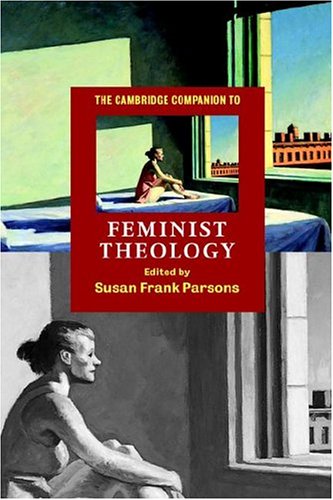 THE CAMBRIDGE COMPANION TO
FEMINIST
THEOLOGY
Edited by
Susan Frank Parsons